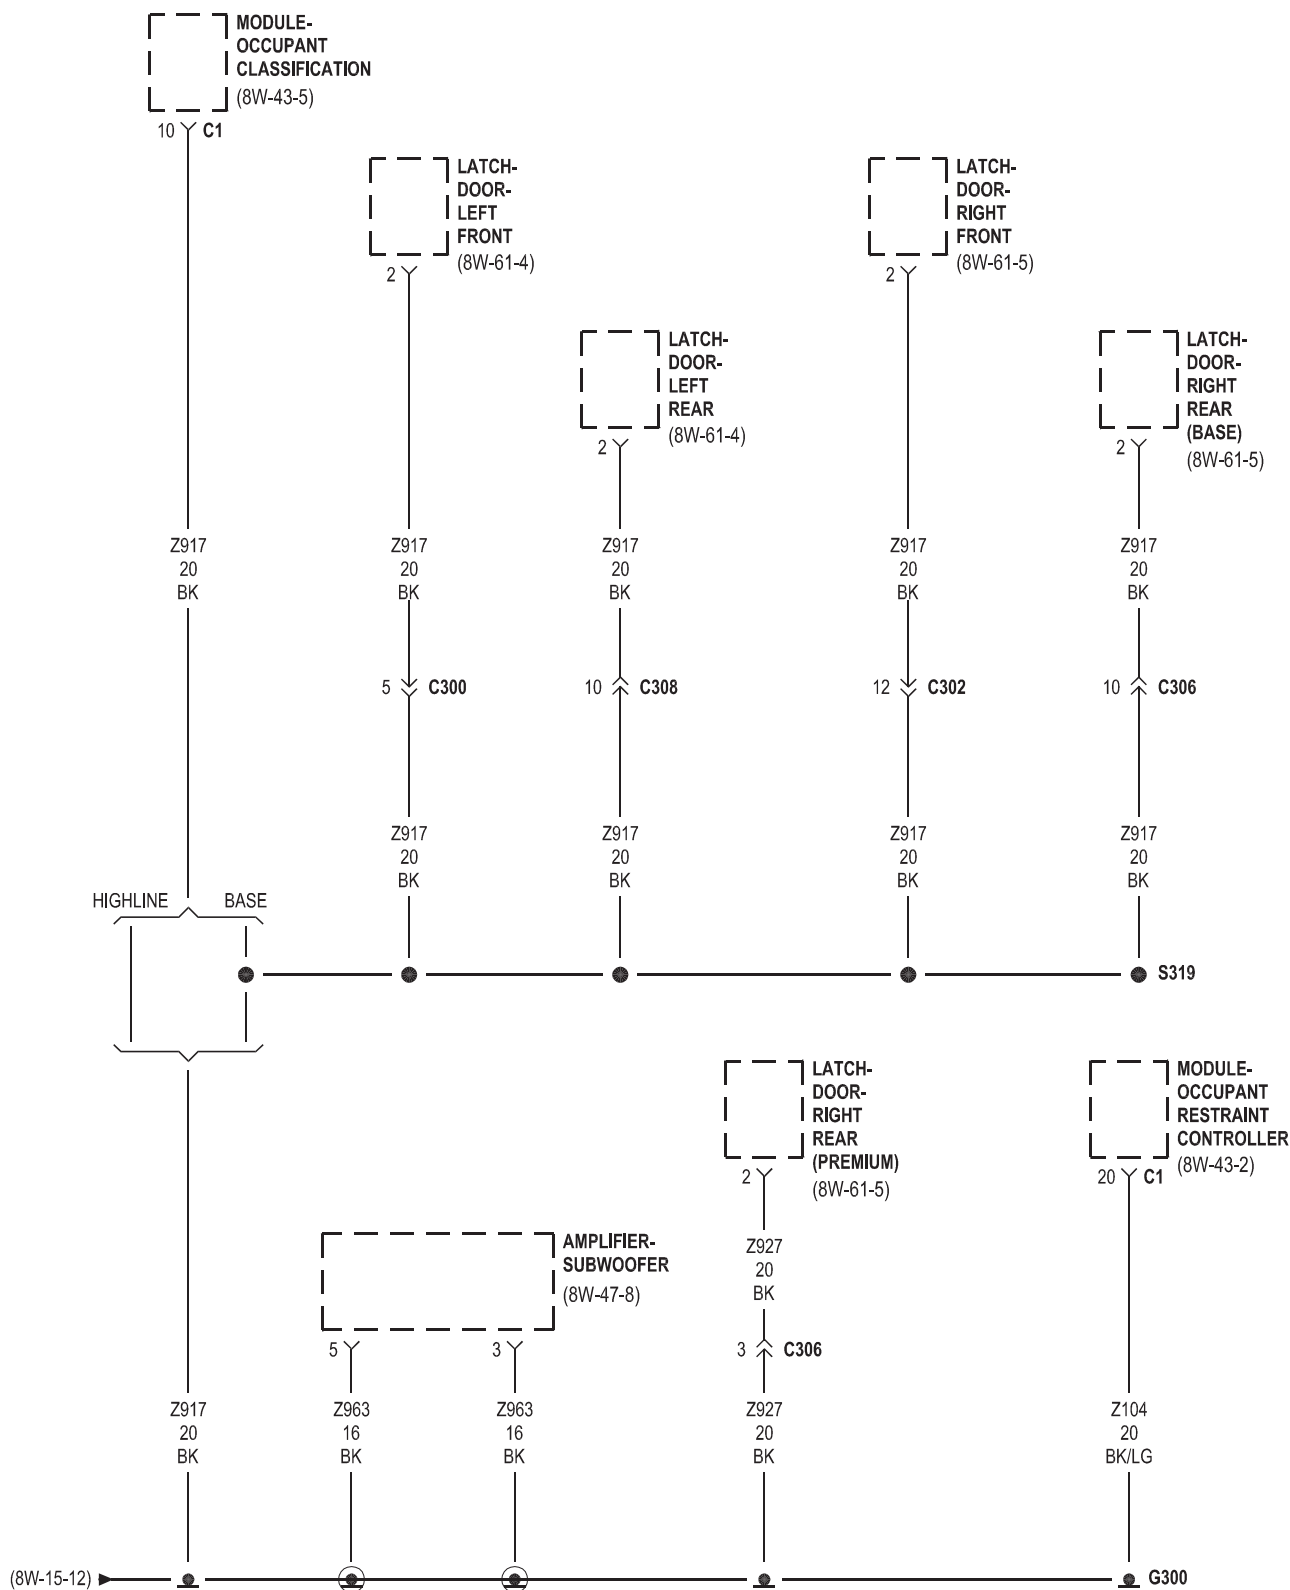 MODULE-
OCCUPANT
CLASSIFICATION
(8W-43-5)
10 C1
LATCH-
DOOR-
LEFT
FRONT
(8W-61-4)
2
LATCH-
DOOR-
RIGHT
FRONT
(8W-61-5)
2
LATCH-
DOOR-
LEFT
REAR
(8W-61-4)
2
LATCH-
DOOR-
RIGHT
REAR
(BASE)
(8W-61-5)
2
Z917
20
BK
Z917
20
BK
Z917
20
BK
Z917
20
BK
Z917
20
BK
5 C300
10 C308
12 C302
10 C306
Z917
20
BK
Z917
20
BK
Z917
20
BK
Z917
20
BK
HIGHLINE BASE
S319
LATCH-
DOOR-
RIGHT
REAR
(PREMIUM)
(8W-61-5)
2
MODULE-
OCCUPANT
RESTRAINT
CONTROLLER
(8W-43-2)
20 C1
AMPLIFIER-
SUBWOOFER
(8W-47-8)
5
3
Z927
20
BK
3 C306
Z917
20
BK
Z963
16
BK
Z963
16
BK
Z927
20
BK
Z104
20
BK/LG
(8W-15-12)
G300